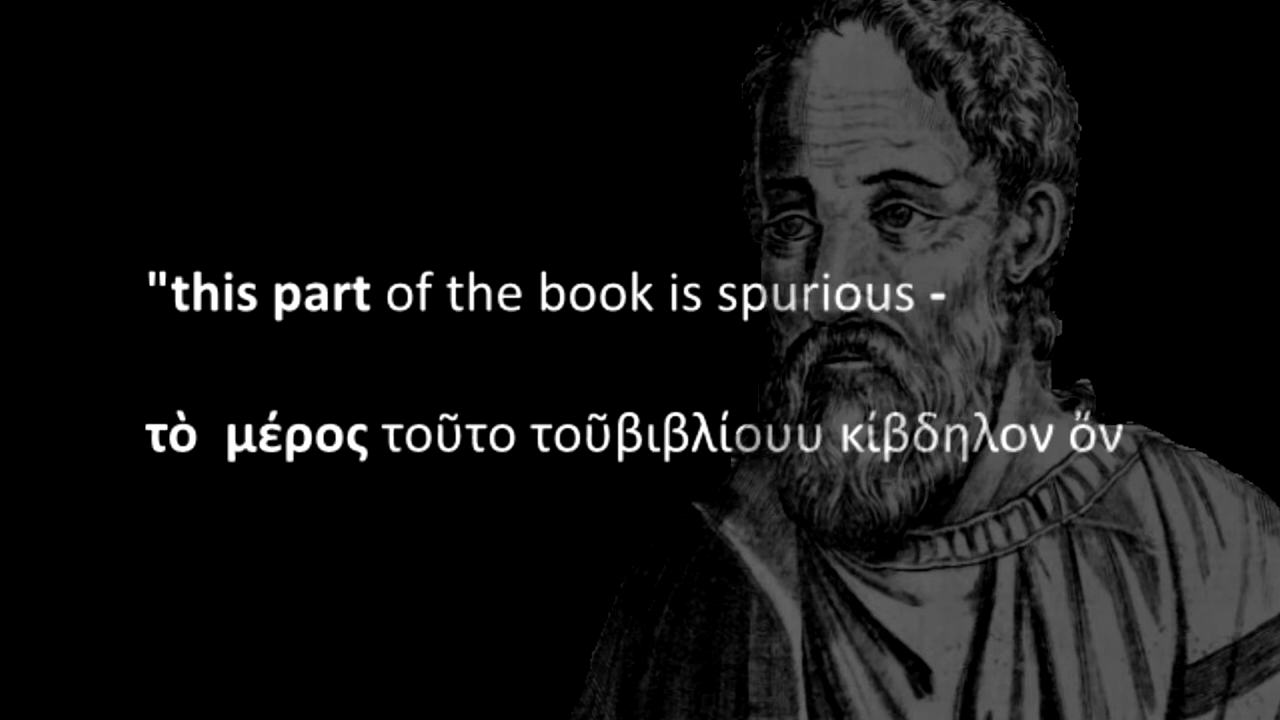 "this part of the book is spurious -
τὸ μέρος τοῦτο τοῦβιβλίουυ κίβδηλον ὄν